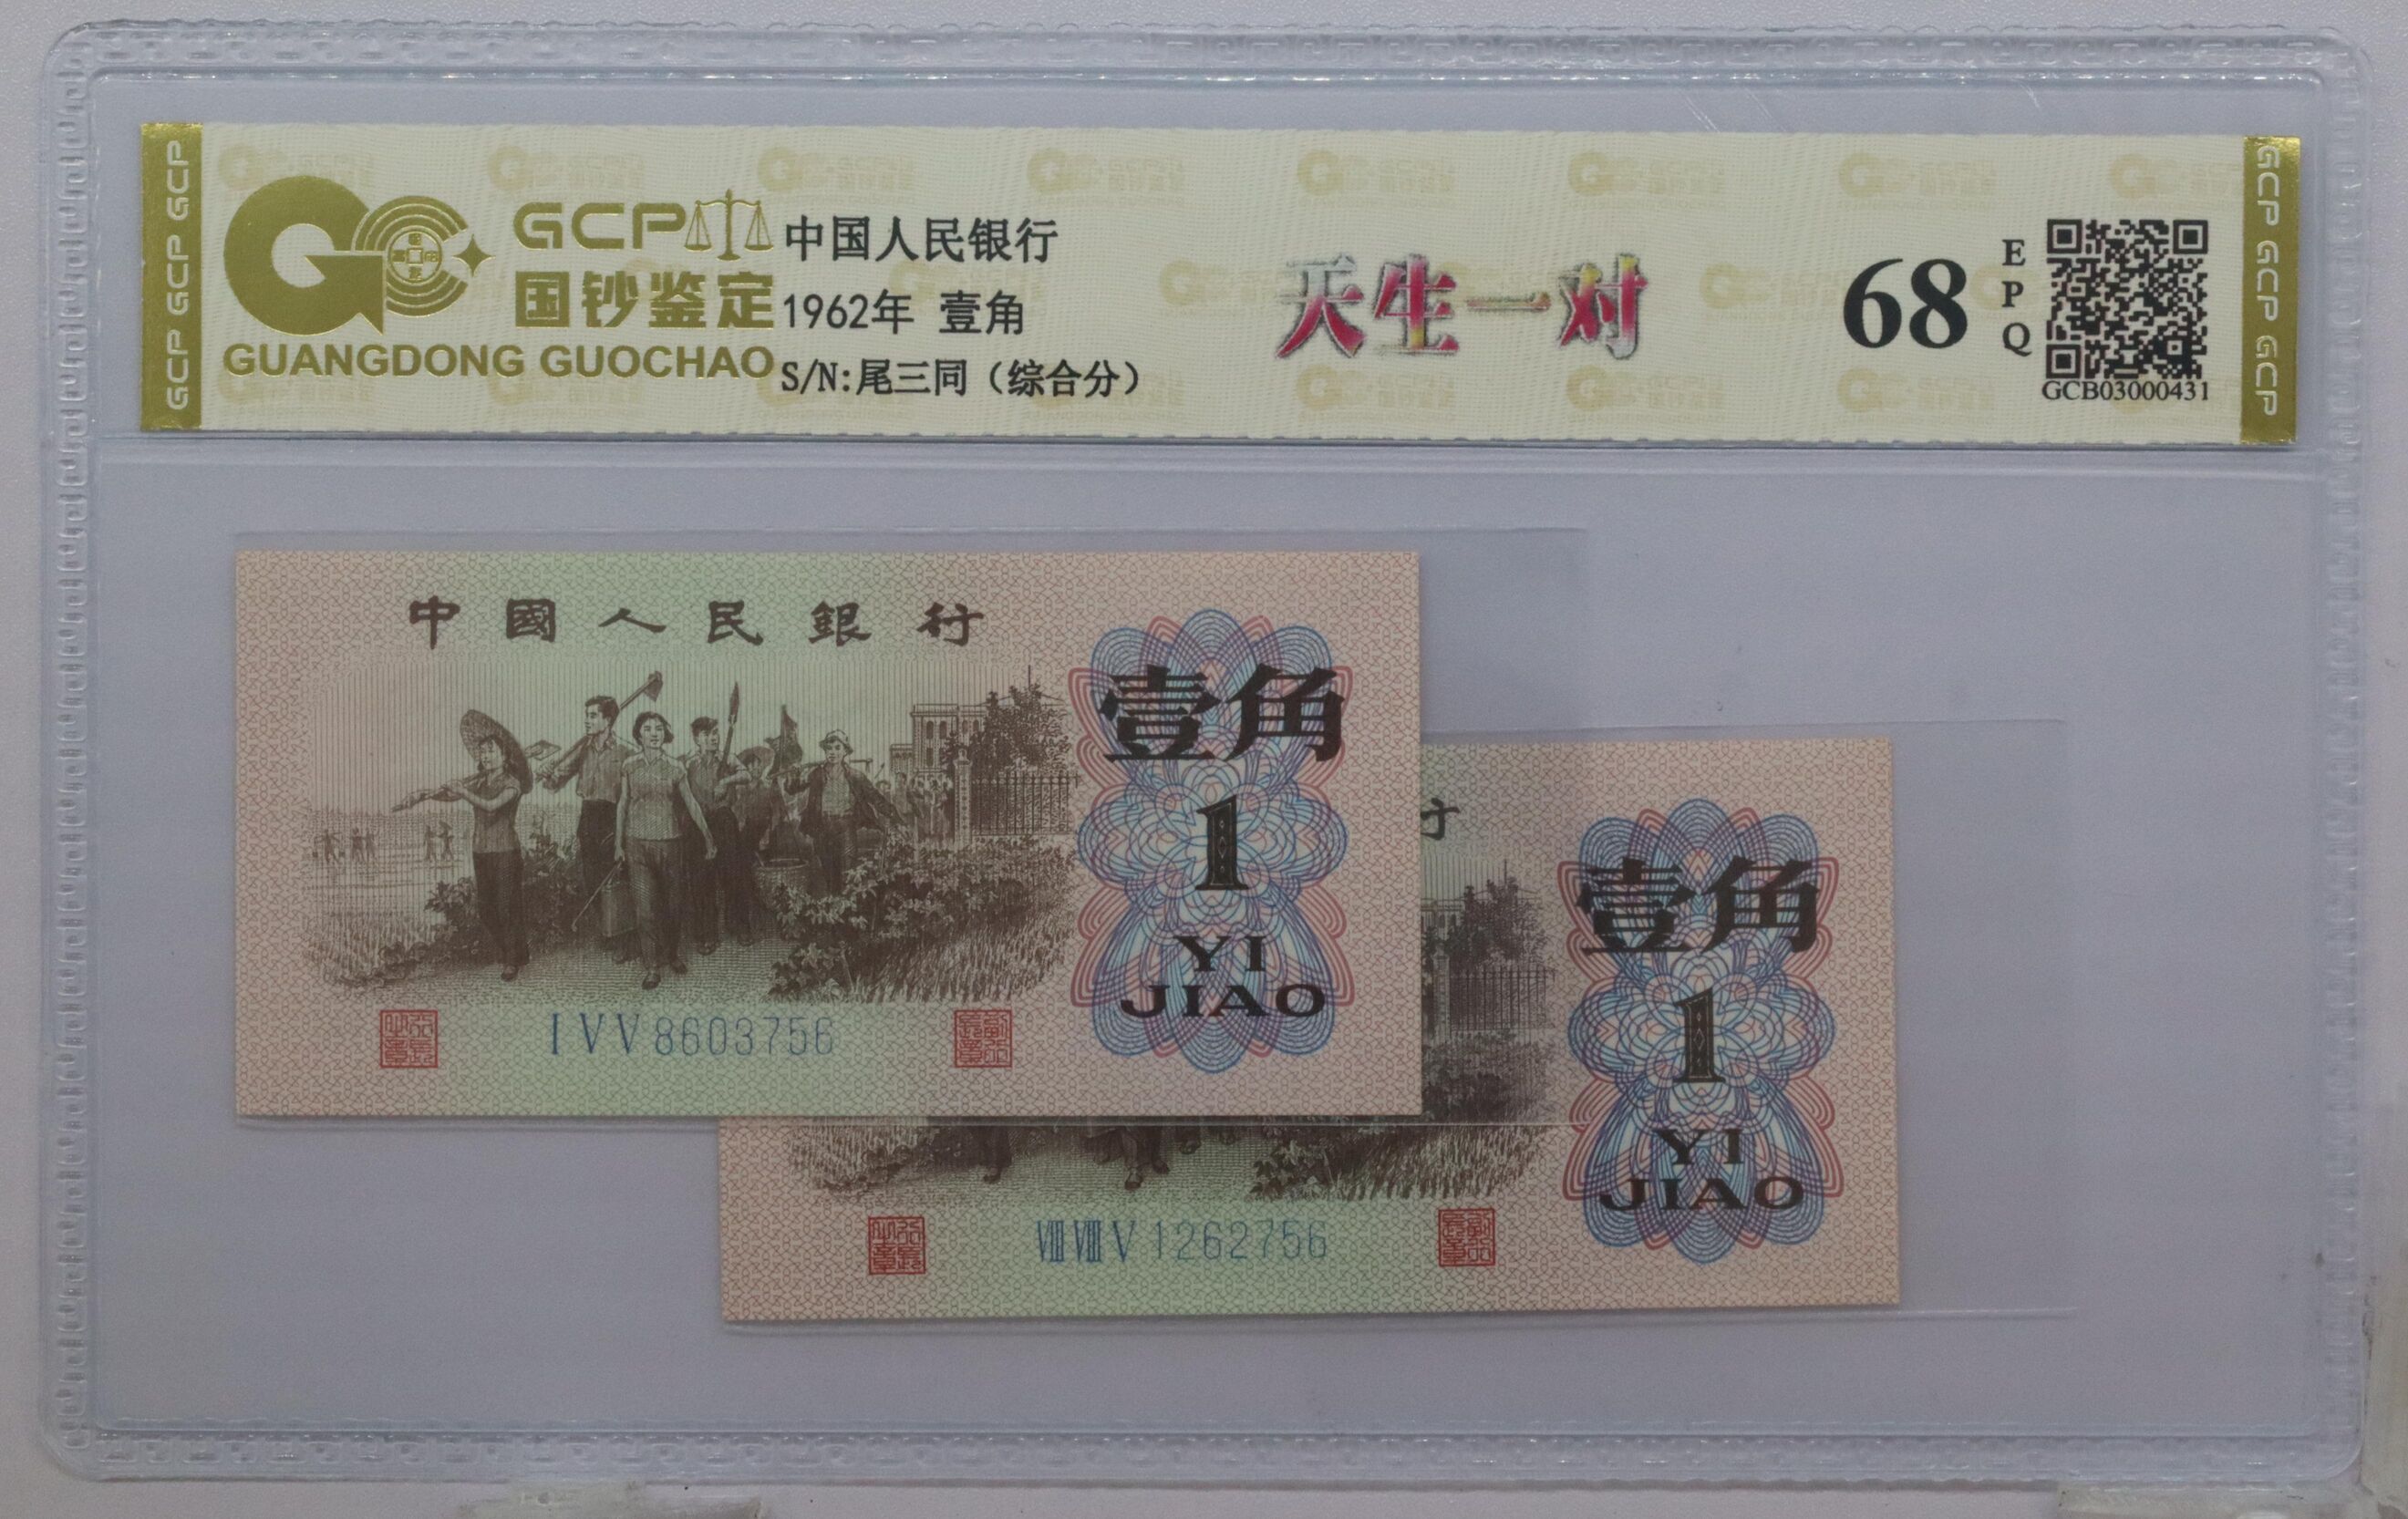 GCP GCP GCP
GCP
国钞鉴定
GUANGDONG GUOCHAO
中国人民银行
1962年 壹角
S/N:尾三同（综合分）
天生一对
68
EPQ
GCB03000431
GCP GCP GCP
中國人民銀行
壹角
1
YI
JIAO
I V V 8603756
行
壹角
1
YI
JIAO
VIII VIII V 1262756